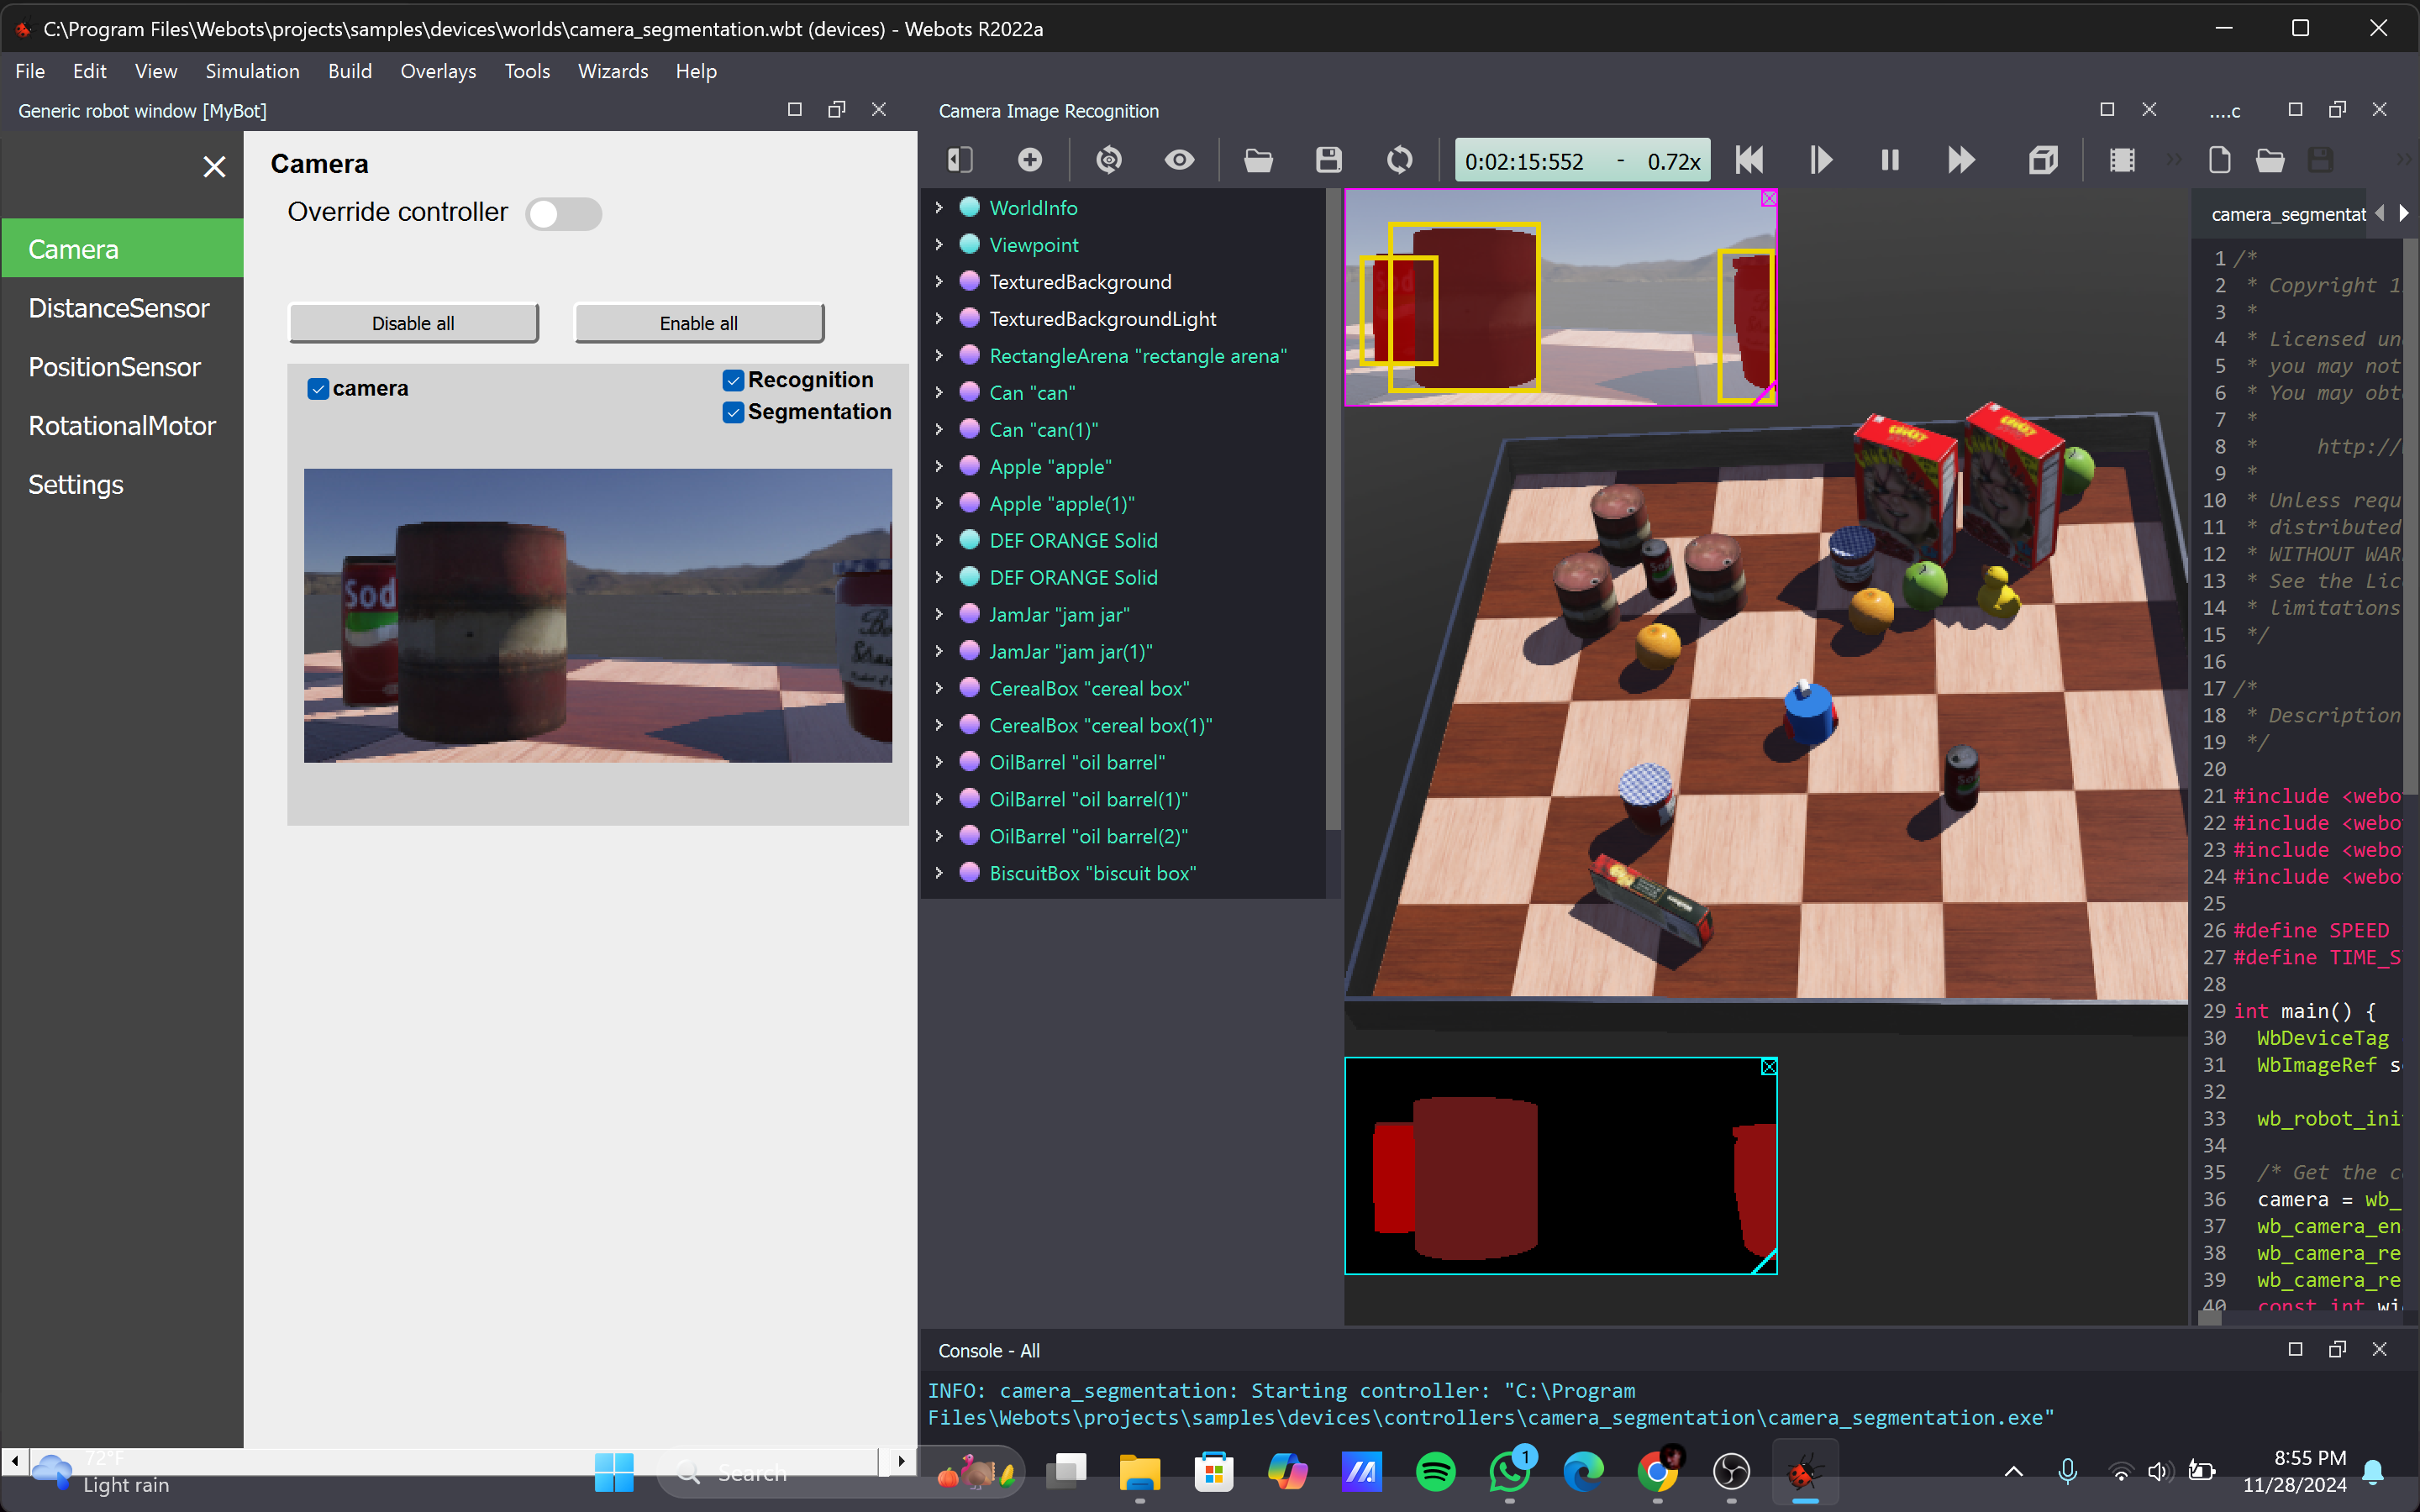 C:\Program Files\Webots\projects\samples\devices\worlds\camera_segmentation.wbt (devices) - Webots R2022a
File Edit View Simulation Build Overlays Tools Wizards Help
Generic robot window [MyBot]
Camera
DistanceSensor
PositionSensor
RotationalMotor
Settings
Camera
Override controller
Disable all Enable all
camera
Recognition
Segmentation
Sod
Camera Image Recognition
0:02:15:552 - 0.72x
WorldInfo
Viewpoint
TexturedBackground
TexturedBackgroundLight
RectangleArena "rectangle arena"
Can "can"
Can "can(1)"
Apple "apple"
Apple "apple(1)"
DEF ORANGE Solid
DEF ORANGE Solid
JamJar "jam jar"
JamJar "jam jar(1)"
CerealBox "cereal box"
CerealBox "cereal box(1)"
OilBarrel "oil barrel"
OilBarrel "oil barrel(1)"
OilBarrel "oil barrel(2)"
BiscuitBox "biscuit box"
....c
camera_segmentat
1 /*
2 * Copyright 1
3 *
4 * Licensed un
5 * you may not
6 * You may obt
7 *
8 * http://
9 *
10 * Unless requ
11 * distributed
12 * WITHOUT WAR
13 * See the Lic
14 * limitations
15 */
16
17 /*
18 * Description
19 */
20
21 #include <webo
22 #include <webo
23 #include <webo
24 #include <webo
25
26 #define SPEED
27 #define TIME_S
28
29 int main() {
30 WbDeviceTag
31 WbImageRef s
32
33 wb_robot_ini
34
35 /* Get the c
36 camera = wb_
37 wb_camera_en
38 wb_camera_re
39 wb_camera_re
40 const int wi
Console - All
INFO: camera_segmentation: Starting controller: "C:\Program
Files\Webots\projects\samples\devices\controllers\camera_segmentation\camera_segmentation.exe"
72°F
Light rain
Search
1
8:55 PM
11/28/2024